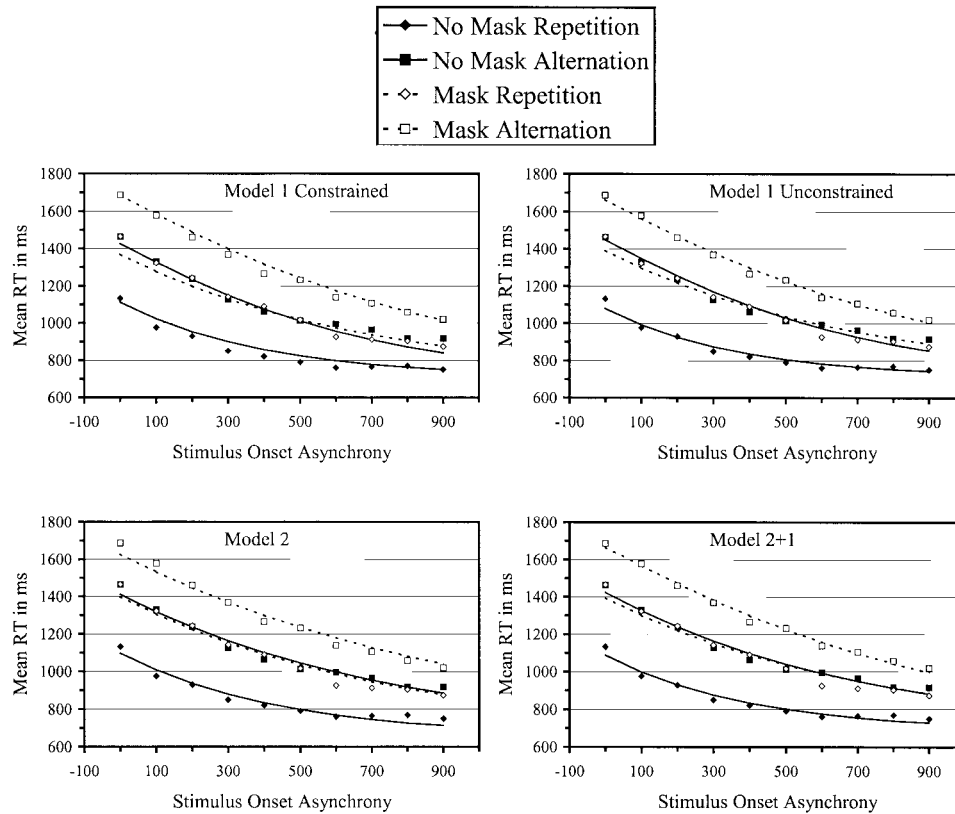 No Mask Repetition
No Mask Alternation
Mask Repetition
Mask Alternation
Model 1 Constrained
Mean RT in ms
1800
1600
1400
1200
1000
800
600
-100 100 300 500 700 900
Stimulus Onset Asynchrony
Model 1 Unconstrained
Mean RT in ms
1800
1600
1400
1200
1000
800
600
-100 100 300 500 700 900
Stimulus Onset Asynchrony
Model 2
Mean RT in ms
1800
1600
1400
1200
1000
800
600
-100 100 300 500 700 900
Stimulus Onset Asynchrony
Model 2+1
Mean RT in ms
1800
1600
1400
1200
1000
800
600
-100 100 300 500 700 900
Stimulus Onset Asynchrony